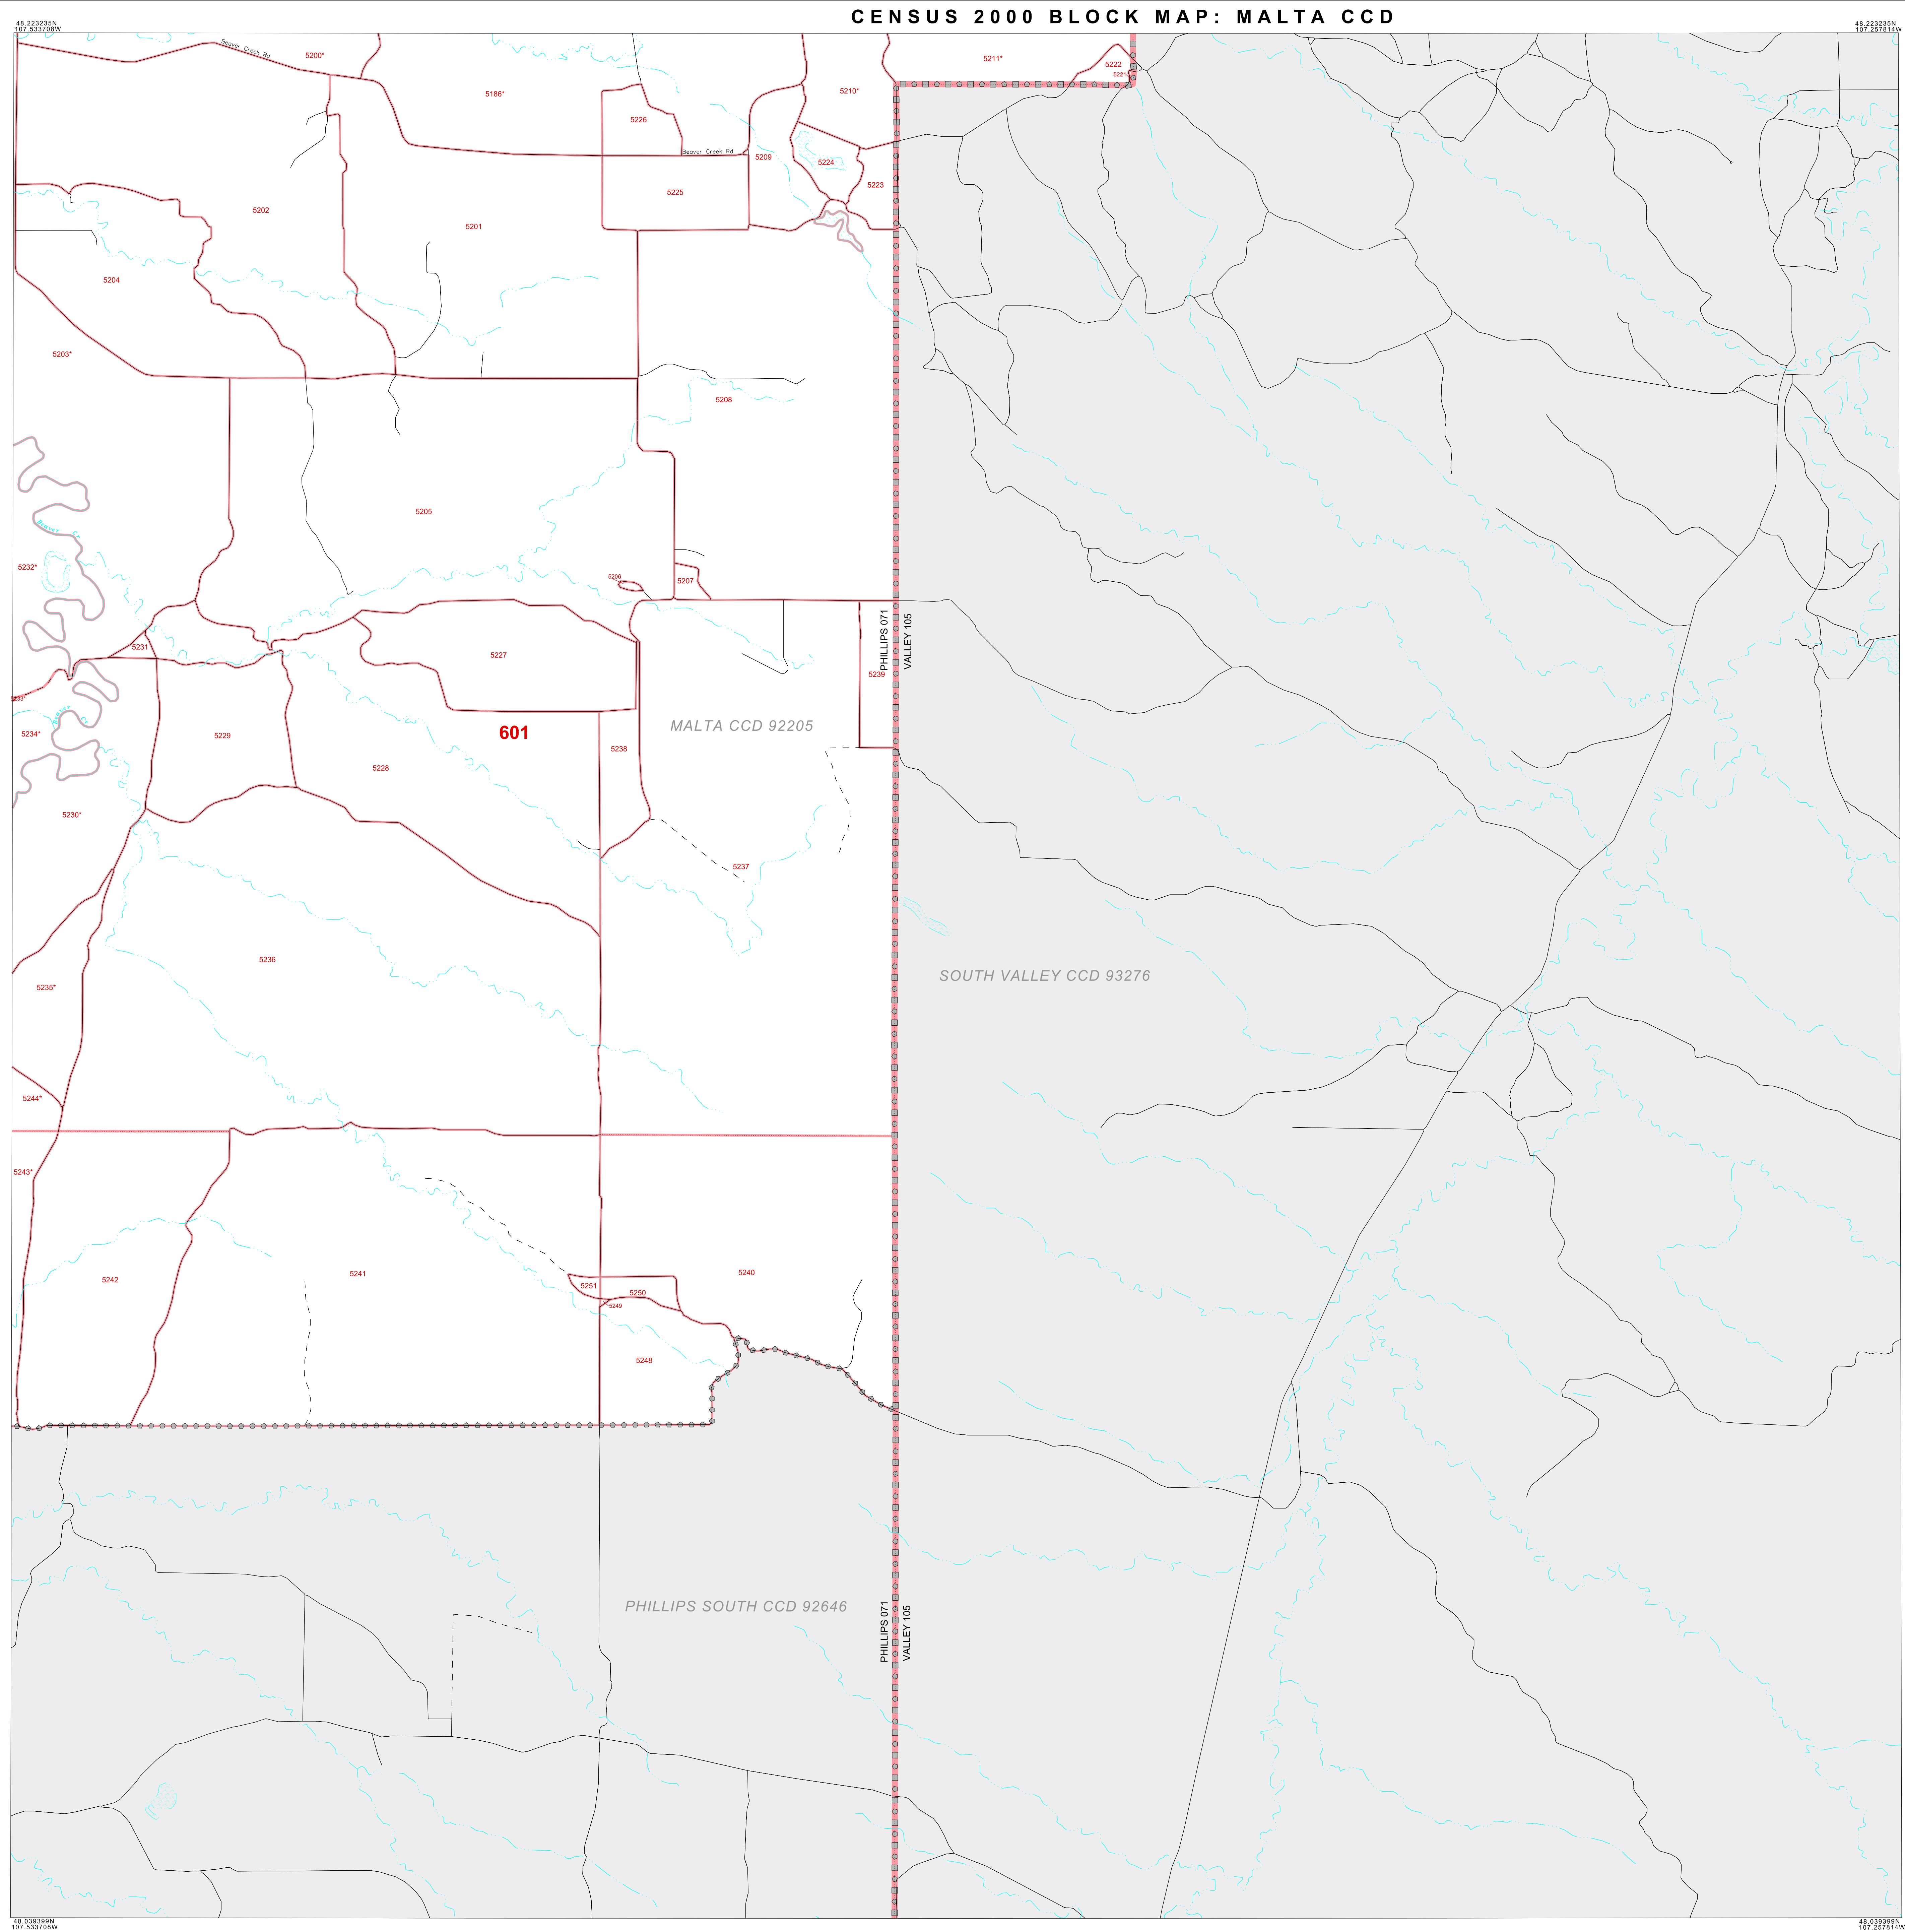 CENSUS 2000 BLOCK MAP: MALTA CCD
48.223235N
107.533708W
48.223235N
107.257814W
Beaver Creek Rd
5200*
5211*
5222
5221
5186*
5210*
5226
Beaver Creek Rd
5209
5224
5225
5223
5202
5201
5204
5203*
5208
5205
5232*
5206
5207
PHILLIPS 071
VALLEY 105
5231
5227
5239
MALTA CCD 92205
601
5234*
5229
5238
5228
5230*
5237
5236
SOUTH VALLEY CCD 93276
5235*
5244*
5243*
5242
5241
5240
5251
5250
5249
5248
PHILLIPS SOUTH CCD 92646
PHILLIPS 071
VALLEY 105
48.039399N
107.533708W
48.039399N
107.257814W